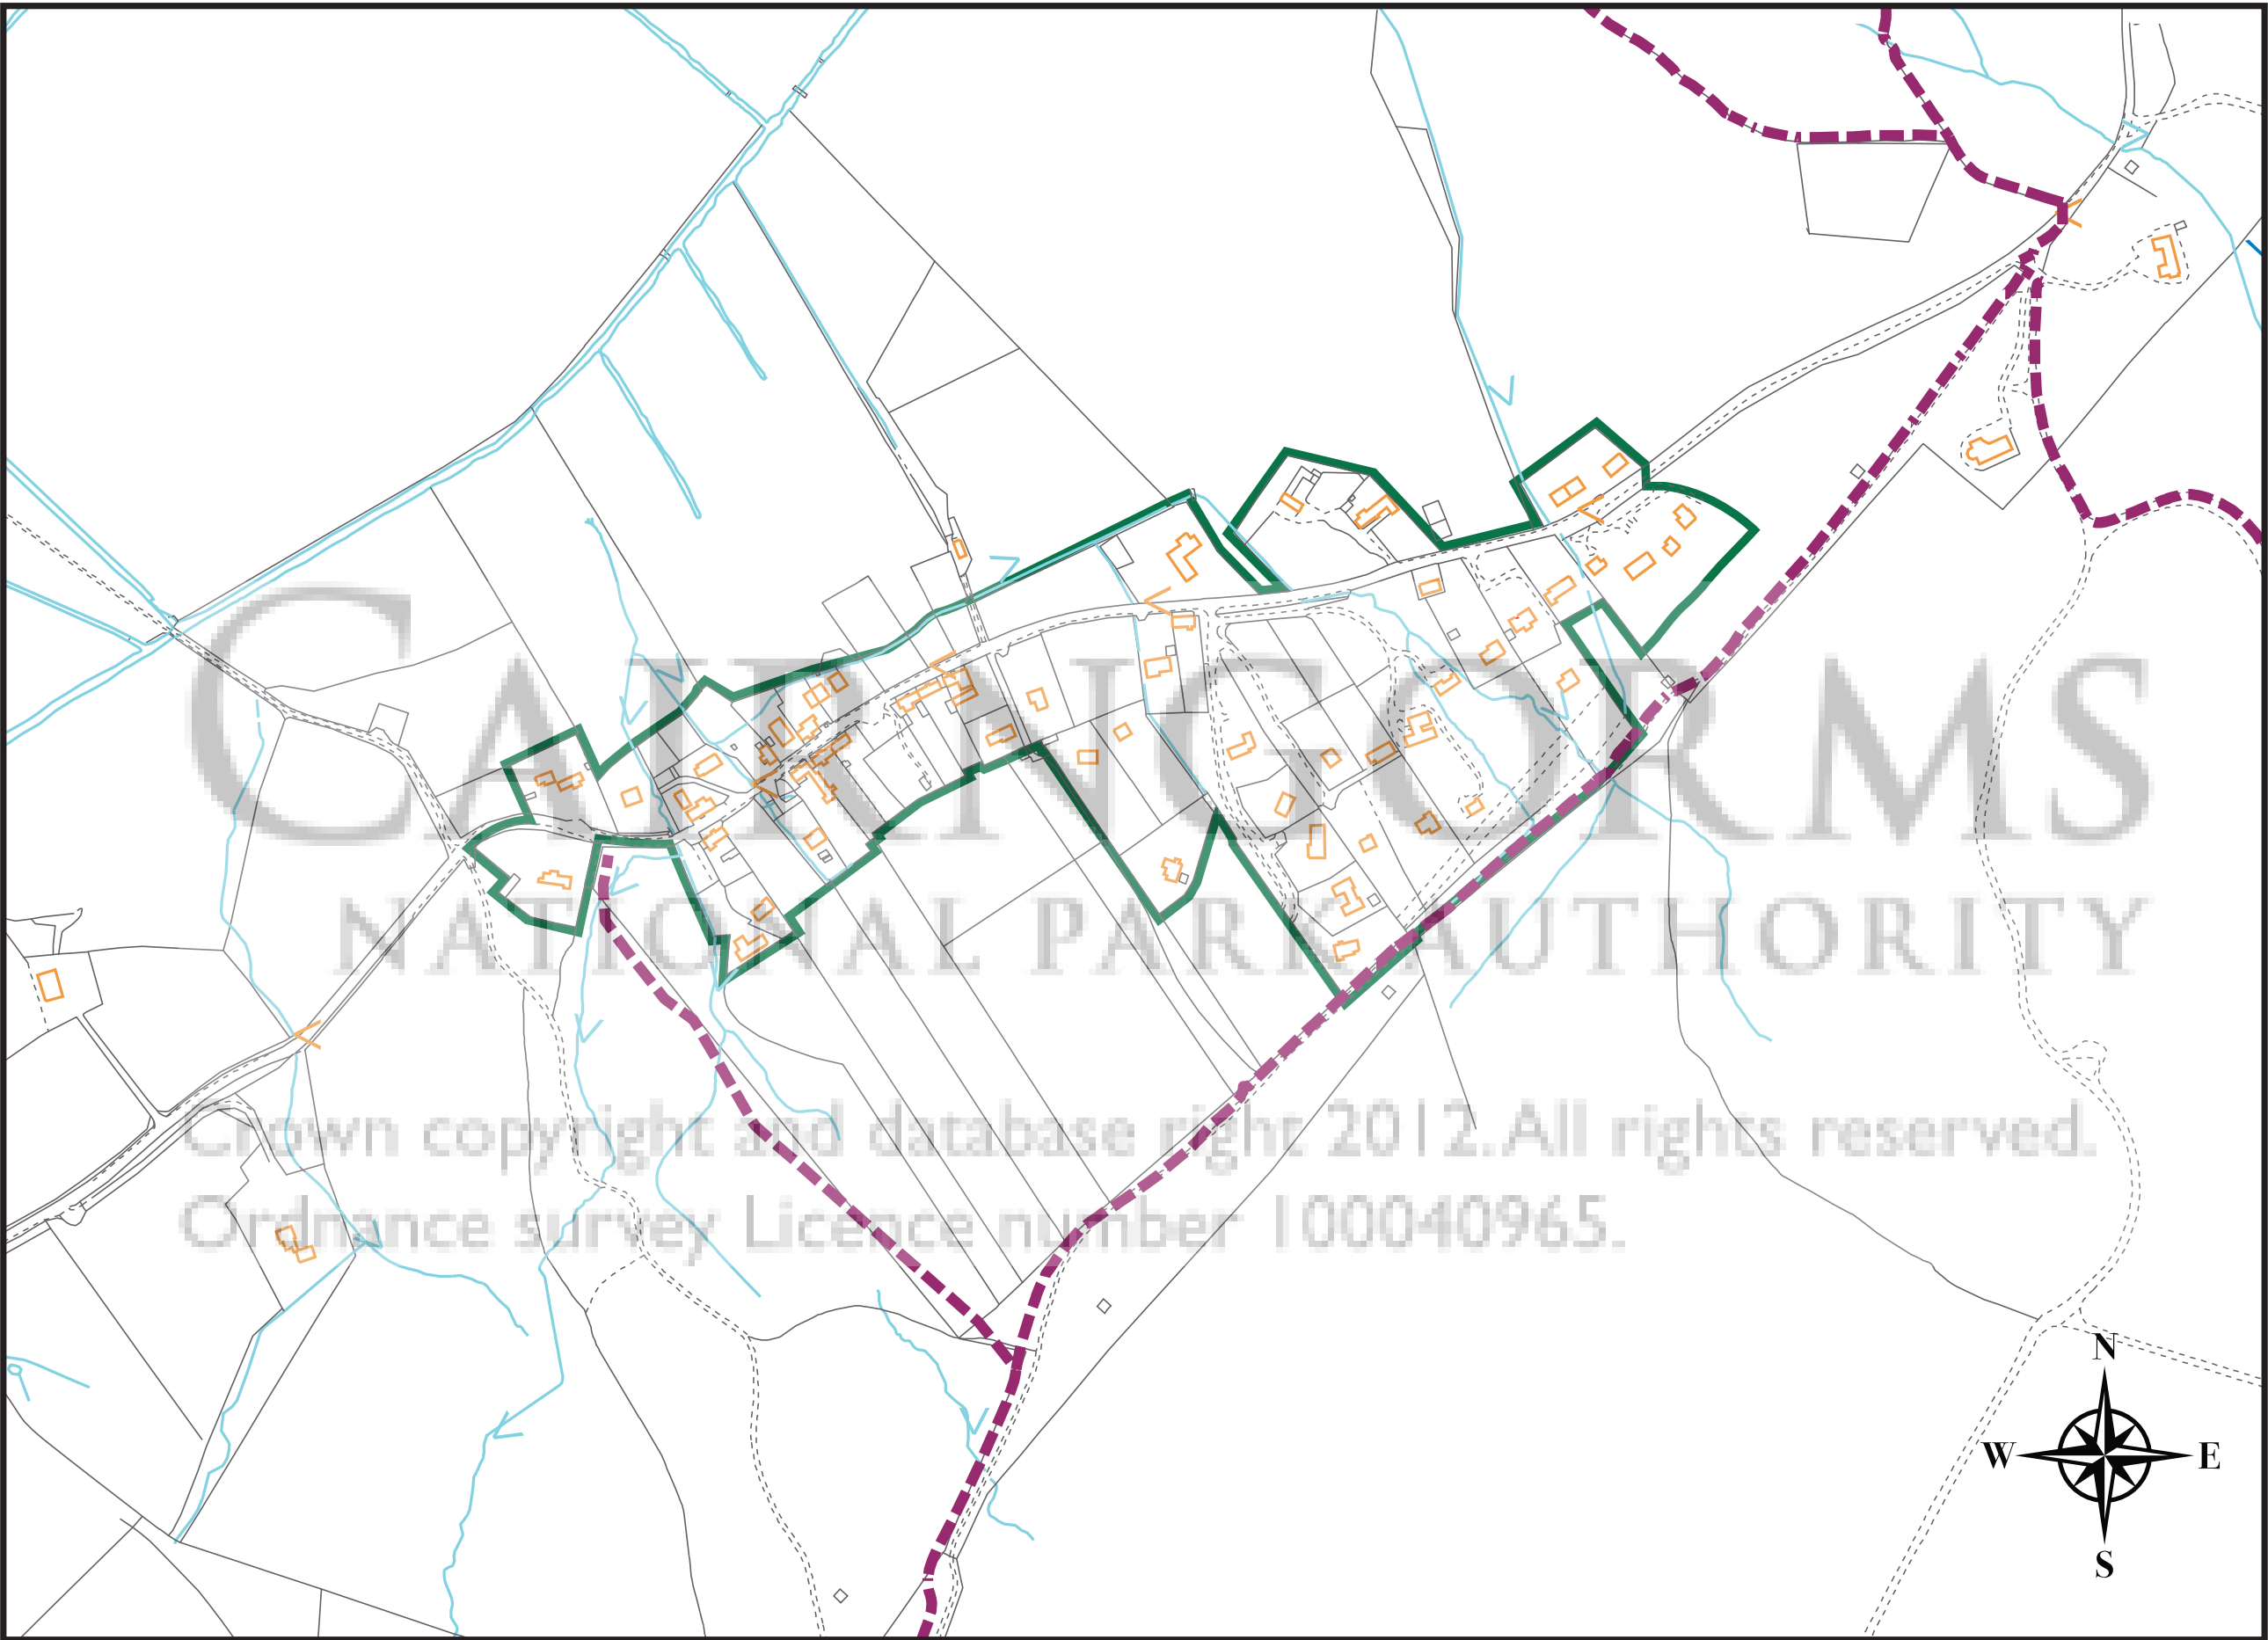 CAIRNGORMS
NATIONAL PARK AUTHORITY
Crown copyright and database right 2012. All rights reserved.
Ordnance survey Licence number 100040965.
N
W E
S